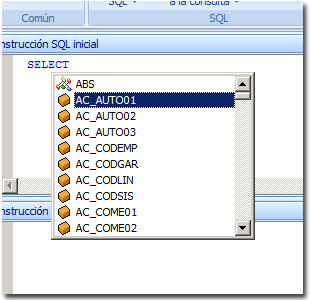 SQL
a la consulta
Común
SQL
nstrucción SQL inicial
SELECT
ABS
AC_AUTO01
AC_AUTO02
AC_AUTO03
AC_CODEMP
AC_CODGAR
AC_CODLIN
AC_CODSIS
AC_COME01
AC_COME02
nstrucción